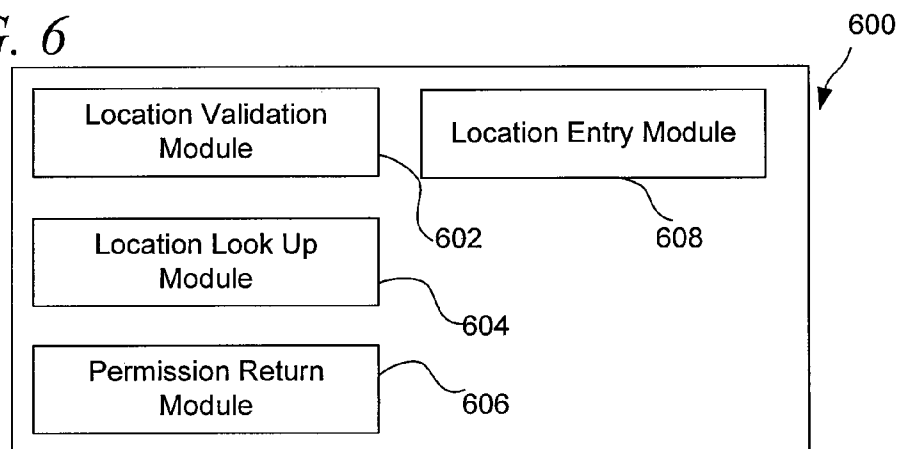 G. 6
600
Location Validation
Module
Location Entry Module
602
608
Location Look Up
Module
604
Permission Return
Module
606